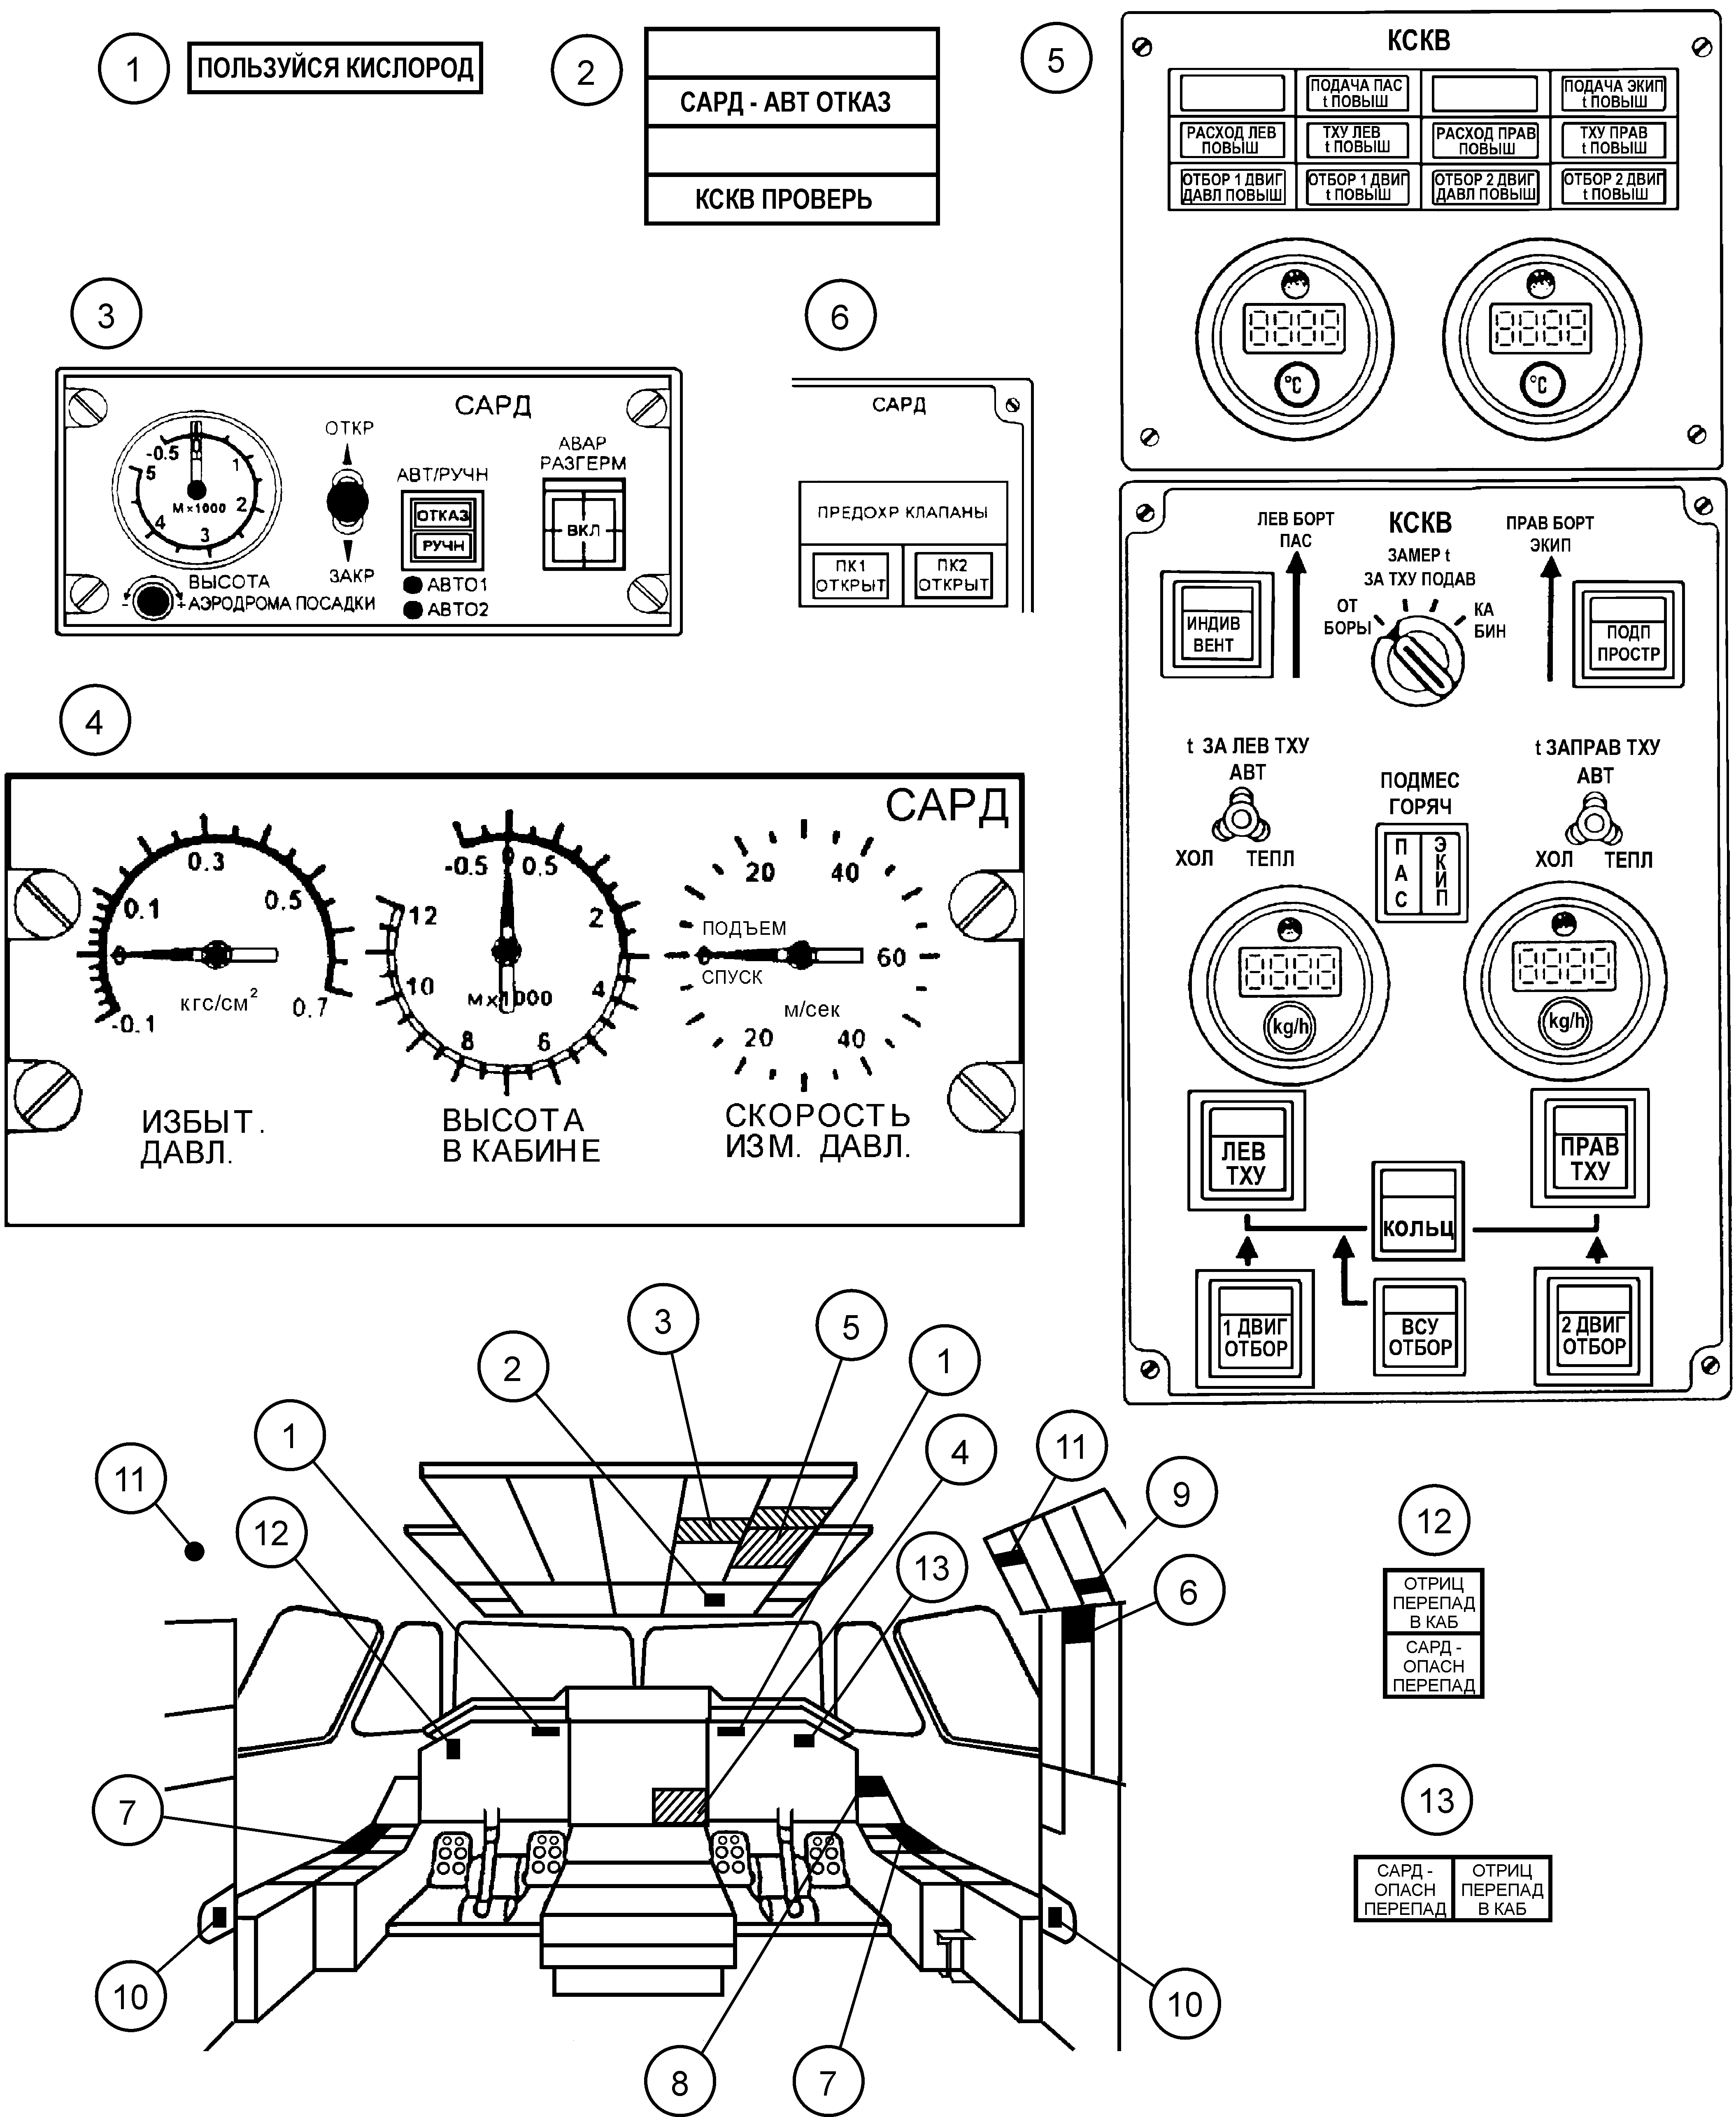 1
ПОЛЬЗУЙСЯ КИСЛОРОД
2
САРД - АВТ ОТКАЗ
КСКВ ПРОВЕРЬ
5
КСКВ
ПОДАЧА ПАС
t ПОВЫШ
ПОДАЧА ЭКИП
t ПОВЫШ
РАСХОД ЛЕВ
ПОВЫШ
ТХУ ЛЕВ
t ПОВЫШ
РАСХОД ПРАВ
ПОВЫШ
ТХУ ПРАВ
t ПОВЫШ
ОТБОР 1 ДВИГ
ДАВЛ ПОВЫШ
ОТБОР 1 ДВИГ
t ПОВЫШ
ОТБОР 2 ДВИГ
ДАВЛ ПОВЫШ
ОТБОР 2 ДВИГ
t ПОВЫШ
8888
8888
°C
°C
3
САРД
-0.5
0
1
2
3
4
5
М×1000
ВЫСОТА
- + АЭРОДРОМА ПОСАДКИ
ОТКР
ЗАКР
АВТ/РУЧН
ОТКАЗ
РУЧН
АВТО1
АВТО2
АВАР
РАЗГЕРМ
ВКЛ
6
САРД
ПРЕДОХР КЛАПАНЫ
ПК1
ОТКРЫТ
ПК2
ОТКРЫТ
ЛЕВ БОРТ
ПАС
КСКВ
ПРАВ БОРТ
ЭКИП
ЗАМЕР t
ЗА ТХУ ПОДАВ
ОТ
БОРЫ
КА
БИН
ИНДИВ
ВЕНТ
ПОДП
ПРОСТР
t ЗА ЛЕВ ТХУ
АВТ
ХОЛ ТЕПЛ
ПОДМЕС
ГОРЯЧ
ПАС
ЭКИП
t ЗАПРАВ ТХУ
АВТ
ХОЛ ТЕПЛ
8888
kg/h
8888
kg/h
ЛЕВ
ТХУ
ПРАВ
ТХУ
КОЛЬЦ
1 ДВИГ
ОТБОР
ВСУ
ОТБОР
2 ДВИГ
ОТБОР
4
САРД
-0.1
0
0.1
0.3
0.5
0.7
кгс/см²
ИЗБЫТ.
ДАВЛ.
-0.5
0
0.5
2
4
6
8
10
12
м×1000
ВЫСОТА
В КАБИНЕ
20
40
60
ПОДЪЕМ
0
СПУСК
м/сек
20
40
СКОРОСТЬ
ИЗМ. ДАВЛ.
3
5
2
1
1
4
11
11
9
12
13
6
7
10
10
8
7
12
ОТРИЦ
ПЕРЕПАД
В КАБ
САРД -
ОПАСН
ПЕРЕПАД
13
САРД -
ОПАСН
ПЕРЕПАД
ОТРИЦ
ПЕРЕПАД
В КАБ